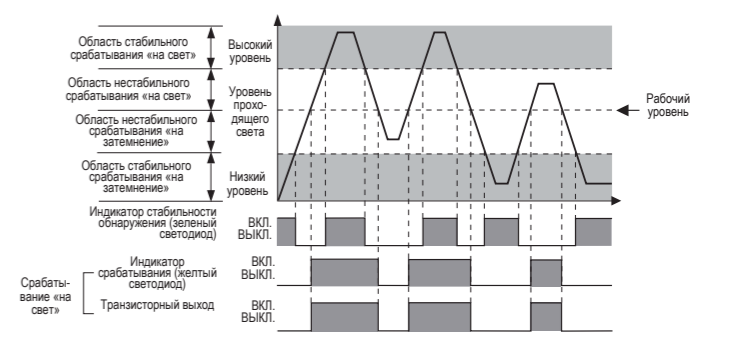 Область стабильного
срабатывания «на свет»
Высокий
уровень
Область нестабильного
срабатывания «на свет»
Уровень
прохо-
дящего
света
Рабочий
уровень
Область нестабильного
срабатывания «на
затемнение»
Область стабильного
срабатывания «на
затемнение»
Низкий
уровень
Индикатор стабильности
обнаружения (зеленый
светодиод)
ВКЛ.
ВЫКЛ.
Срабаты-
вание «на
свет»
Индикатор
срабатывания (желтый
светодиод)
ВКЛ.
ВЫКЛ.
Транзисторный выход
ВКЛ.
ВЫКЛ.